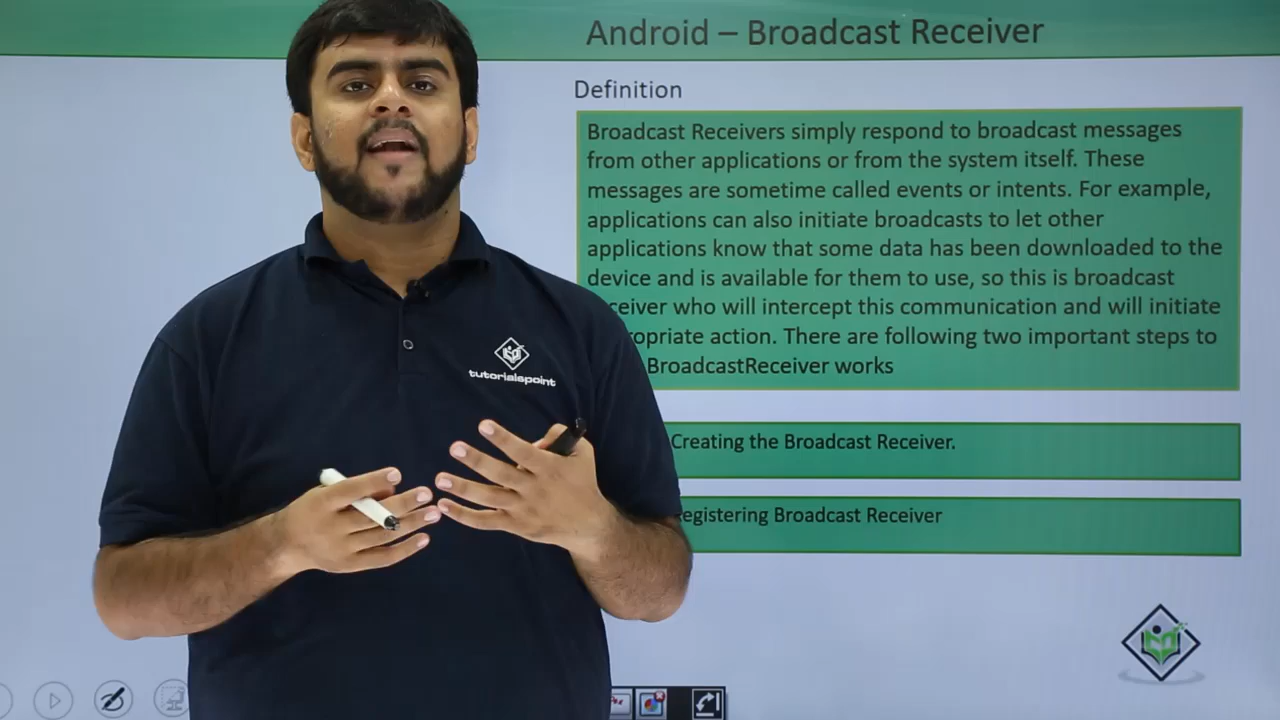 Android – Broadcast Receiver
Definition
Broadcast Receivers simply respond to broadcast messages
from other applications or from the system itself. These
messages are sometime called events or intents. For example,
applications can also initiate broadcasts to let other
applications know that some data has been downloaded to the
device and is available for them to use, so this is broadcast
eceiver who will intercept this communication and will initiate
ropriate action. There are following two important steps to
BroadcastReceiver works
Creating the Broadcast Receiver.
egistering Broadcast Receiver
tutorialspoint